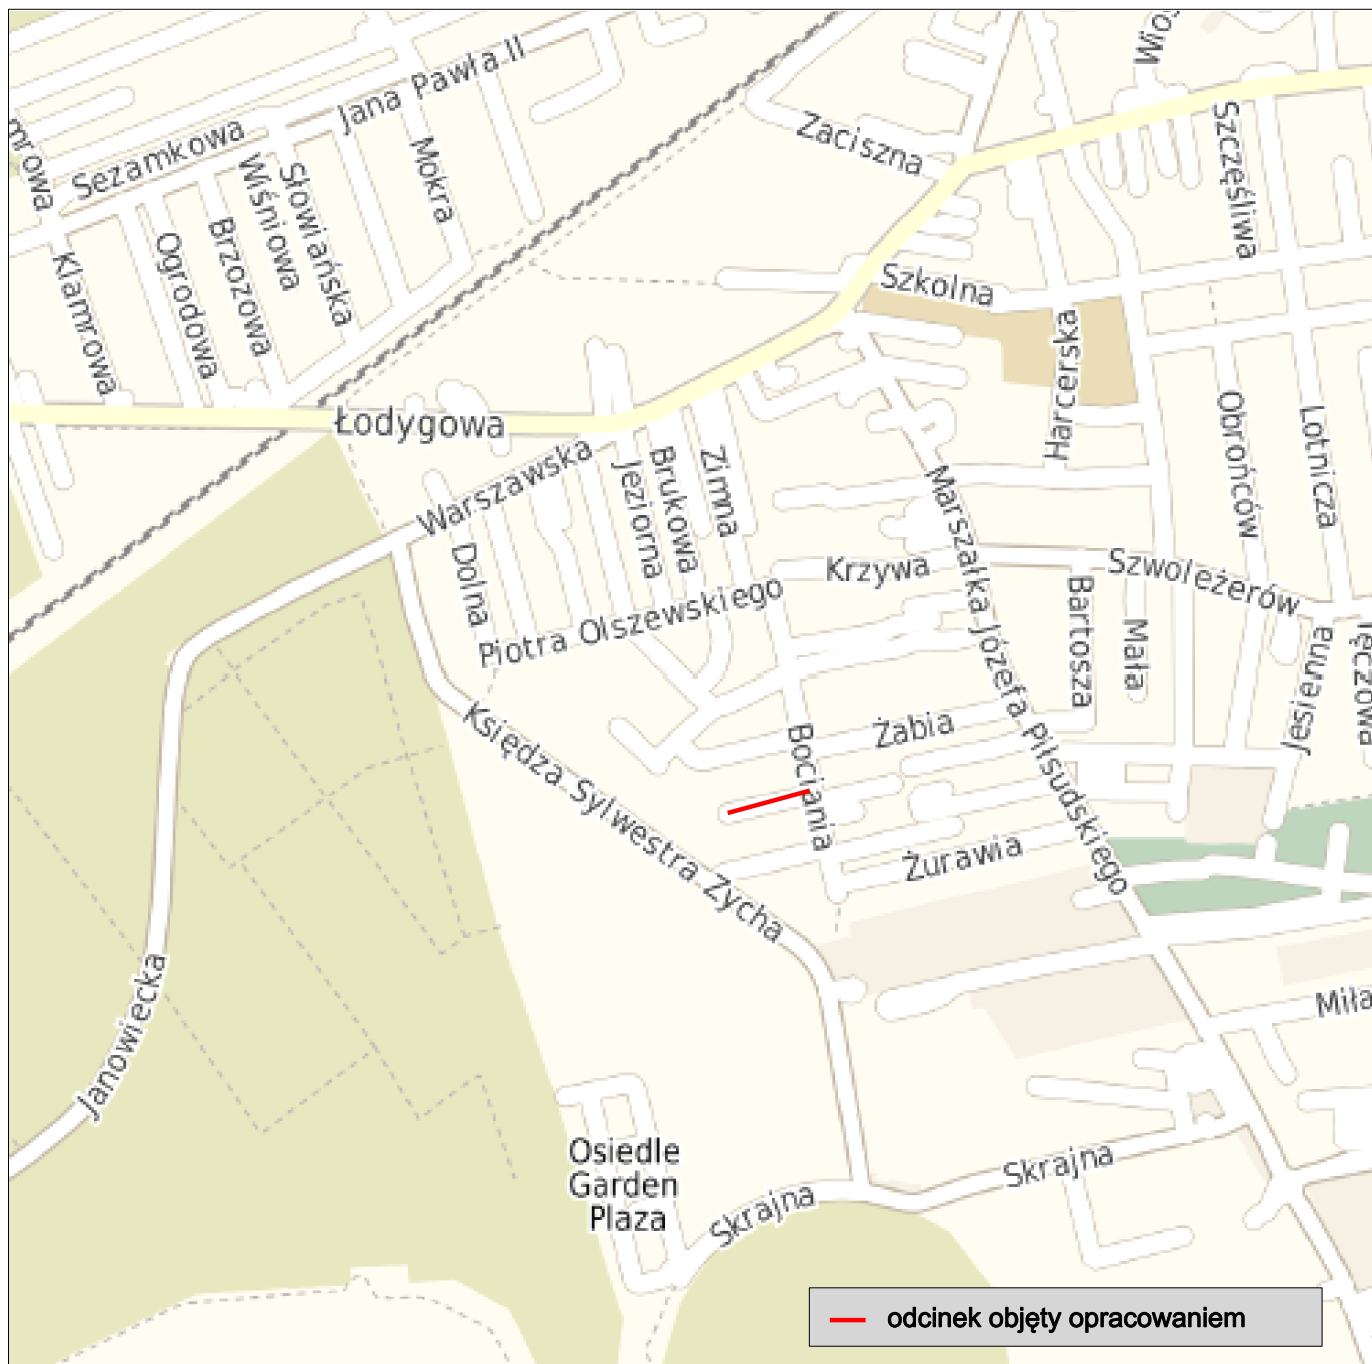 Jana Pawła II
Sezamkowa
Mokra
Słowiańska
Wiśniowa
Brzozowa
Ogrodowa
Klamrowa
mrowa
Zaciszna
Szczęśliwa
Szkolna
Harcerska
Obrońców
Lotnicza
Łodygowa
Warszawska
Jeziorna
Brukowa
Zimna
Dolna
Piotra Olszewskiego
Krzywa
Marszałka Józefa Piłsudskiego
Szwoleżerów
Bartosza
Mała
Jesienna
Księdza Sylwestra Zycha
Żabia
Bociania
Żurawia
Janowiecka
Miła
Osiedle
Garden
Plaza
Skrajna
Skrajna
odcinek objęty opracowaniem